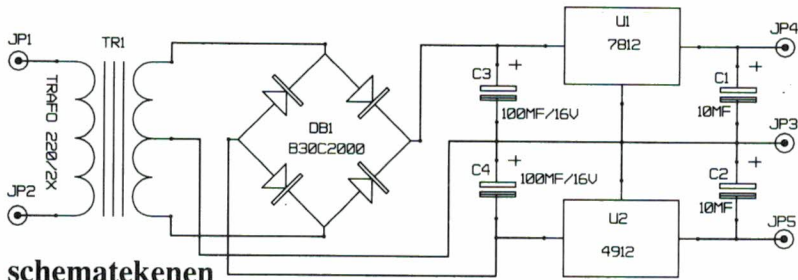 JP1
TR1
TRAFO 220/2X
JP2
DB1
B30C2000
C3
+
100MF/16V
C4
+
100MF/16V
U1
7812
U2
4912
C1
+
10MF
C2
+
10MF
JP4
JP3
JP5
schematekenen